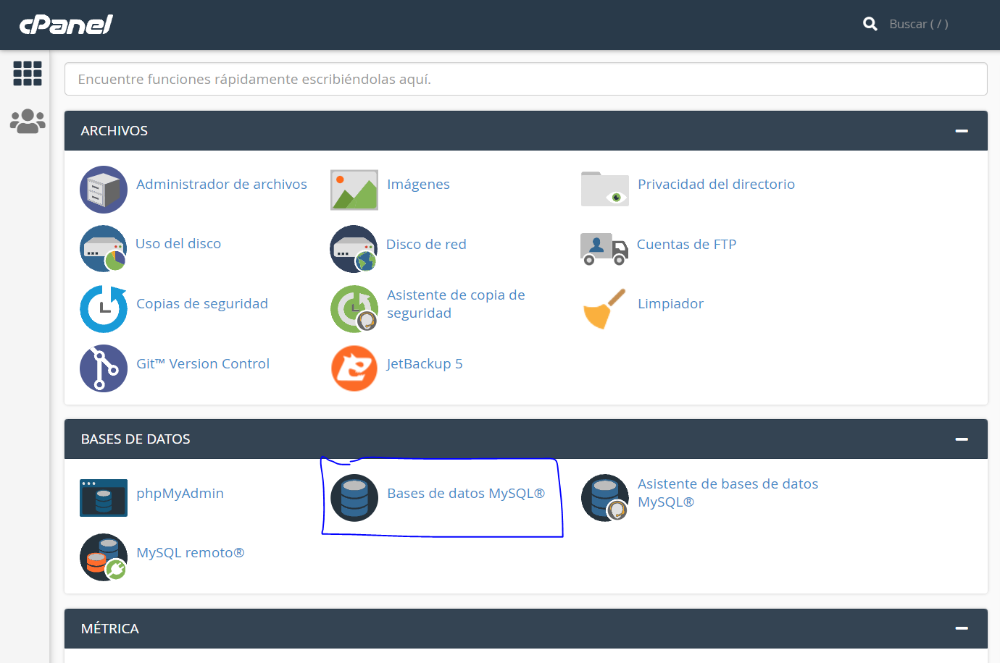 cPanel
Buscar ( / )
Encuentre funciones rápidamente escribiéndolas aquí.
ARCHIVOS
Administrador de archivos
Imágenes
Privacidad del directorio
Uso del disco
Disco de red
Cuentas de FTP
Copias de seguridad
Asistente de copia de
seguridad
Limpiador
Git™ Version Control
JetBackup 5
BASES DE DATOS
phpMyAdmin
Bases de datos MySQL®
Asistente de bases de datos
MySQL®
MySQL remoto®
MÉTRICA